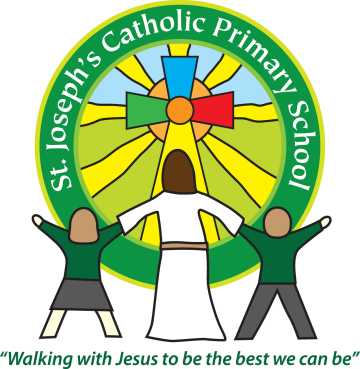 St. Joseph's Catholic Primary School
“Walking with Jesus to be the best we can be”